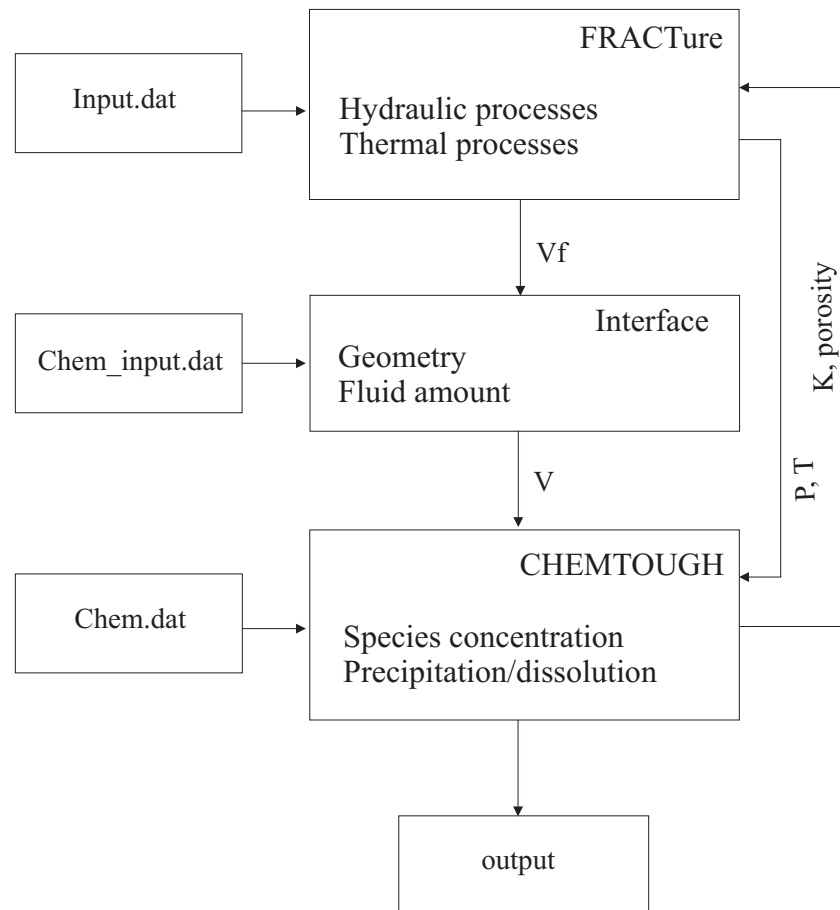 FRACTure
Input.dat
Hydraulic processes
Thermal processes
Vf
K, porosity
Interface
Chem_input.dat
Geometry
Fluid amount
P, T
V
CHEMTOUGH
Chem.dat
Species concentration
Precipitation/dissolution
output